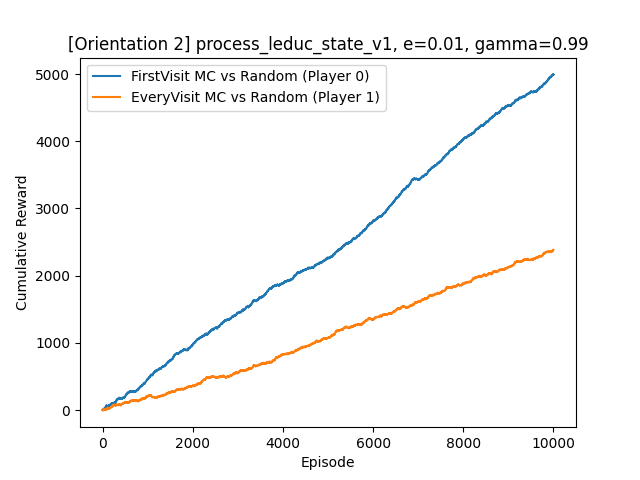 [Orientation 2] process_leduc_state_v1, e=0.01, gamma=0.99
FirstVisit MC vs Random (Player 0)
EveryVisit MC vs Random (Player 1)
5000
4000
3000
2000
1000
0
Cumulative Reward
0 2000 4000 6000 8000 10000
Episode